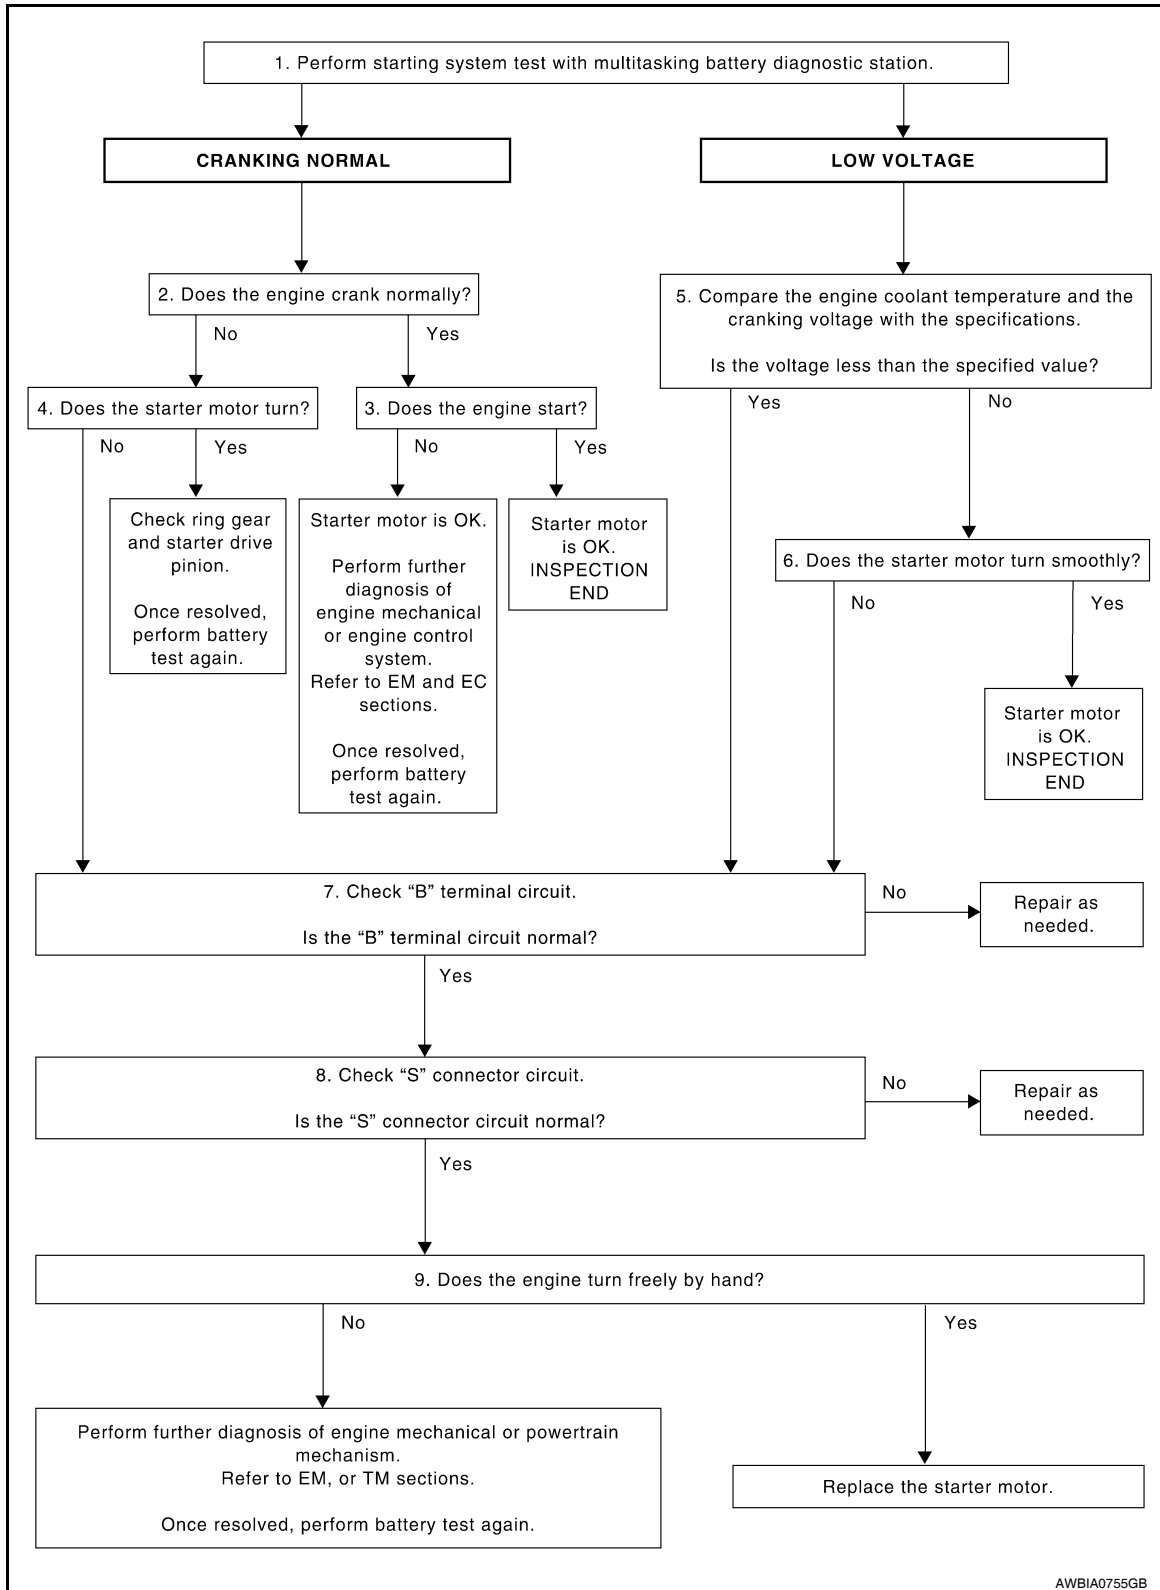 1. Perform starting system test with multitasking battery diagnostic station.
CRANKING NORMAL
LOW VOLTAGE
2. Does the engine crank normally?
No
Yes
5. Compare the engine coolant temperature and the
cranking voltage with the specifications.
Is the voltage less than the specified value?
Yes
No
4. Does the starter motor turn?
No
Yes
3. Does the engine start?
No
Yes
Check ring gear
and starter drive
pinion.
Once resolved,
perform battery
test again.
Starter motor is OK.
Perform further
diagnosis of
engine mechanical
or engine control
system.
Refer to EM and EC
sections.
Once resolved,
perform battery
test again.
Starter motor
is OK.
INSPECTION
END
6. Does the starter motor turn smoothly?
No
Yes
Starter motor
is OK.
INSPECTION
END
7. Check “B” terminal circuit.
Is the “B” terminal circuit normal?
No
Repair as
needed.
Yes
8. Check “S” connector circuit.
Is the “S” connector circuit normal?
No
Repair as
needed.
Yes
9. Does the engine turn freely by hand?
No
Yes
Perform further diagnosis of engine mechanical or powertrain
mechanism.
Refer to EM, or TM sections.
Once resolved, perform battery test again.
Replace the starter motor.
AWBIA0755GB